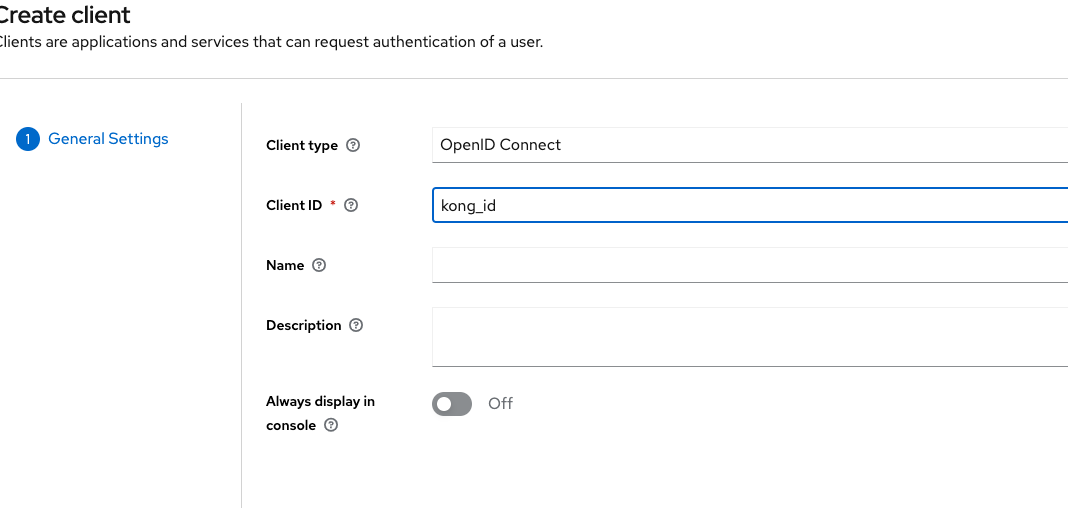 Create client
Clients are applications and services that can request authentication of a user.
1 General Settings
Client type
OpenID Connect
Client ID *
kong_id
Name
Description
Always display in
console
Off